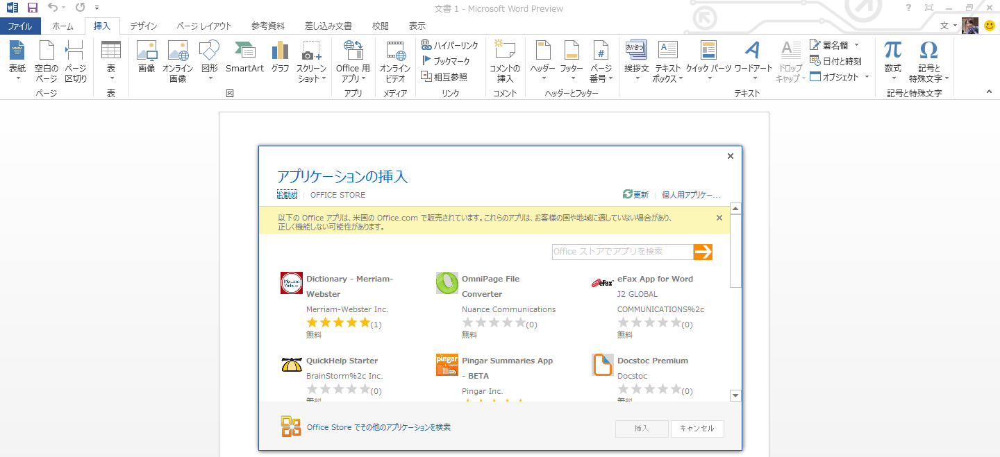 文書 1 - Microsoft Word Preview
ファイル ホーム 挿入 デザイン ページ レイアウト 参考資料 差し込み文書 校閲 表示 文
表紙 空白のページ ページ区切り 表 画像 オンライン画像 図形 SmartArt グラフ スクリーンショット Office 用アプリ オンラインビデオ
ハイパーリンク
ブックマーク
相互参照
コメントの挿入 ヘッダー フッター ページ番号 挨拶文 テキストボックス クイック パーツ ワードアート ドロップキャップ
署名欄
日付と時刻
オブジェクト
数式 記号と特殊文字
ページ 表 図 アプリ メディア リンク コメント ヘッダーとフッター テキスト 記号と特殊文字
アプリケーションの挿入
お勧め OFFICE STORE 更新 個人用アプリケー...
以下の Office アプリは、米国の Office.com で販売されています。これらのアプリは、お客様の国や地域に適していない場合があり、
正しく機能しない可能性があります。
Office ストアでアプリを検索
Dictionary - Merriam-
Webster
Merriam-Webster Inc.
(1)
無料
OmniPage File
Converter
Nuance Communications
(0)
無料
eFax
eFax App for Word
J2 GLOBAL
COMMUNICATIONS%2c
(0)
無料
QuickHelp Starter
BrainStorm%2c Inc.
(0)
無料
pingar
Pingar Summaries App
- BETA
Pingar Inc.
Docstoc Premium
Docstoc
(0)
無料
Office Store でその他のアプリケーションを検索
挿入 キャンセル